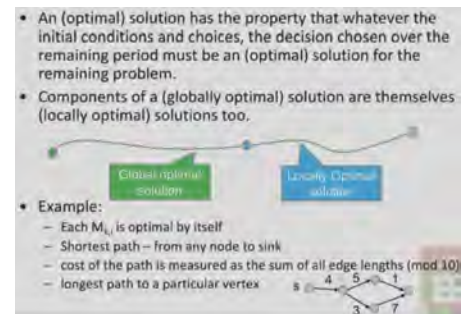 • An (optimal) solution has the property that whatever the
initial conditions and choices, the decision chosen over the
remaining period must be an (optimal) solution for the
remaining problem.
• Components of a (globally optimal) solution are themselves
(locally optimal) solutions too.
Global optimal
solution
Locally Optimal
solution
• Example:
– Each Mi,j is optimal by itself
– Shortest path – from any node to sink
– cost of the path is measured as the sum of all edge lengths (mod 10)
– longest path to a particular vertex
s 4 5 1
3 7